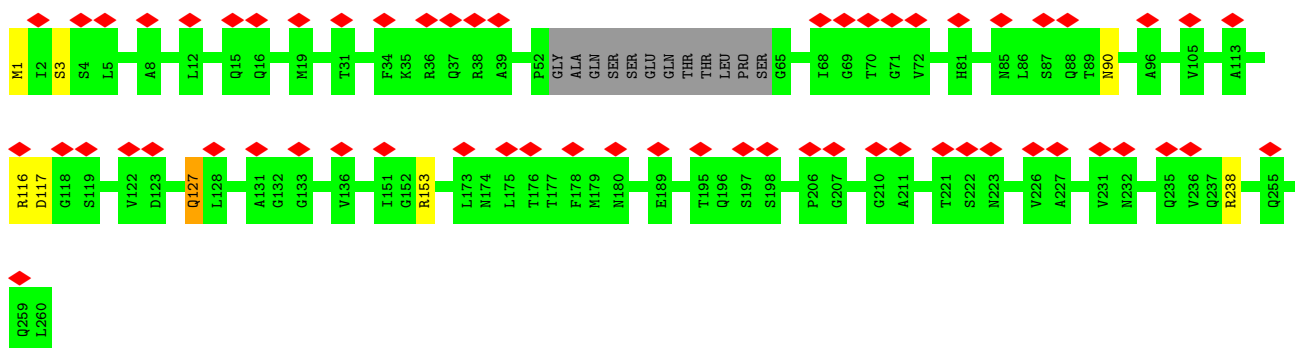 M1 I2 S3 S4 L5 A8 L12 Q15 Q16 M19 T31 F34 K35 R36 Q37 R38 A39 P52 GLY ALA GLN SER SER GLU GLN THR THR LEU PRO SER G65 I68 G69 T70 G71 V72 H81 N85 L86 S87 Q88 T89 N90 A96 V105 A113
R116 D117 G118 S119 V122 D123 Q127 L128 A131 G132 G133 V136 I151 G152 R153 L173 N174 L175 T176 T177 F178 M179 N180 E189 T195 Q196 S197 S198 P206 G207 G210 A211 T221 S222 N223 V226 A227 V231 N232 Q235 V236 Q237 R238 Q255
Q259 L260